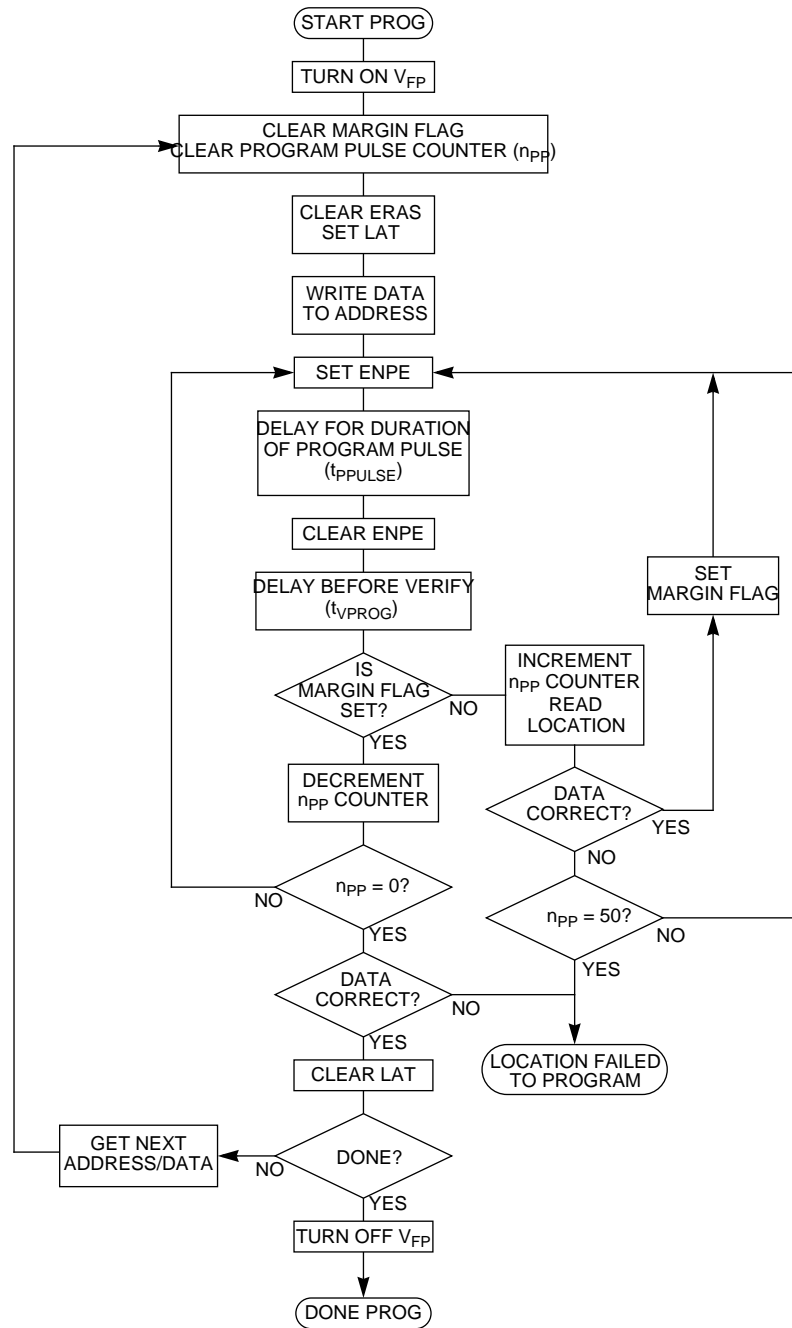 START PROG
TURN ON VFP
CLEAR MARGIN FLAG
CLEAR PROGRAM PULSE COUNTER (nPP)
CLEAR ERAS
SET LAT
WRITE DATA
TO ADDRESS
SET ENPE
DELAY FOR DURATION
OF PROGRAM PULSE
(tPPULSE)
CLEAR ENPE
DELAY BEFORE VERIFY
(tVPROG)
SET
MARGIN FLAG
IS
MARGIN FLAG
SET?
NO
YES
INCREMENT
nPP COUNTER
READ
LOCATION
DECREMENT
nPP COUNTER
DATA
CORRECT?
YES
NO
nPP = 0?
NO
YES
nPP = 50?
NO
YES
DATA
CORRECT?
NO
YES
LOCATION FAILED
TO PROGRAM
CLEAR LAT
GET NEXT
ADDRESS/DATA
NO
DONE?
YES
TURN OFF VFP
DONE PROG